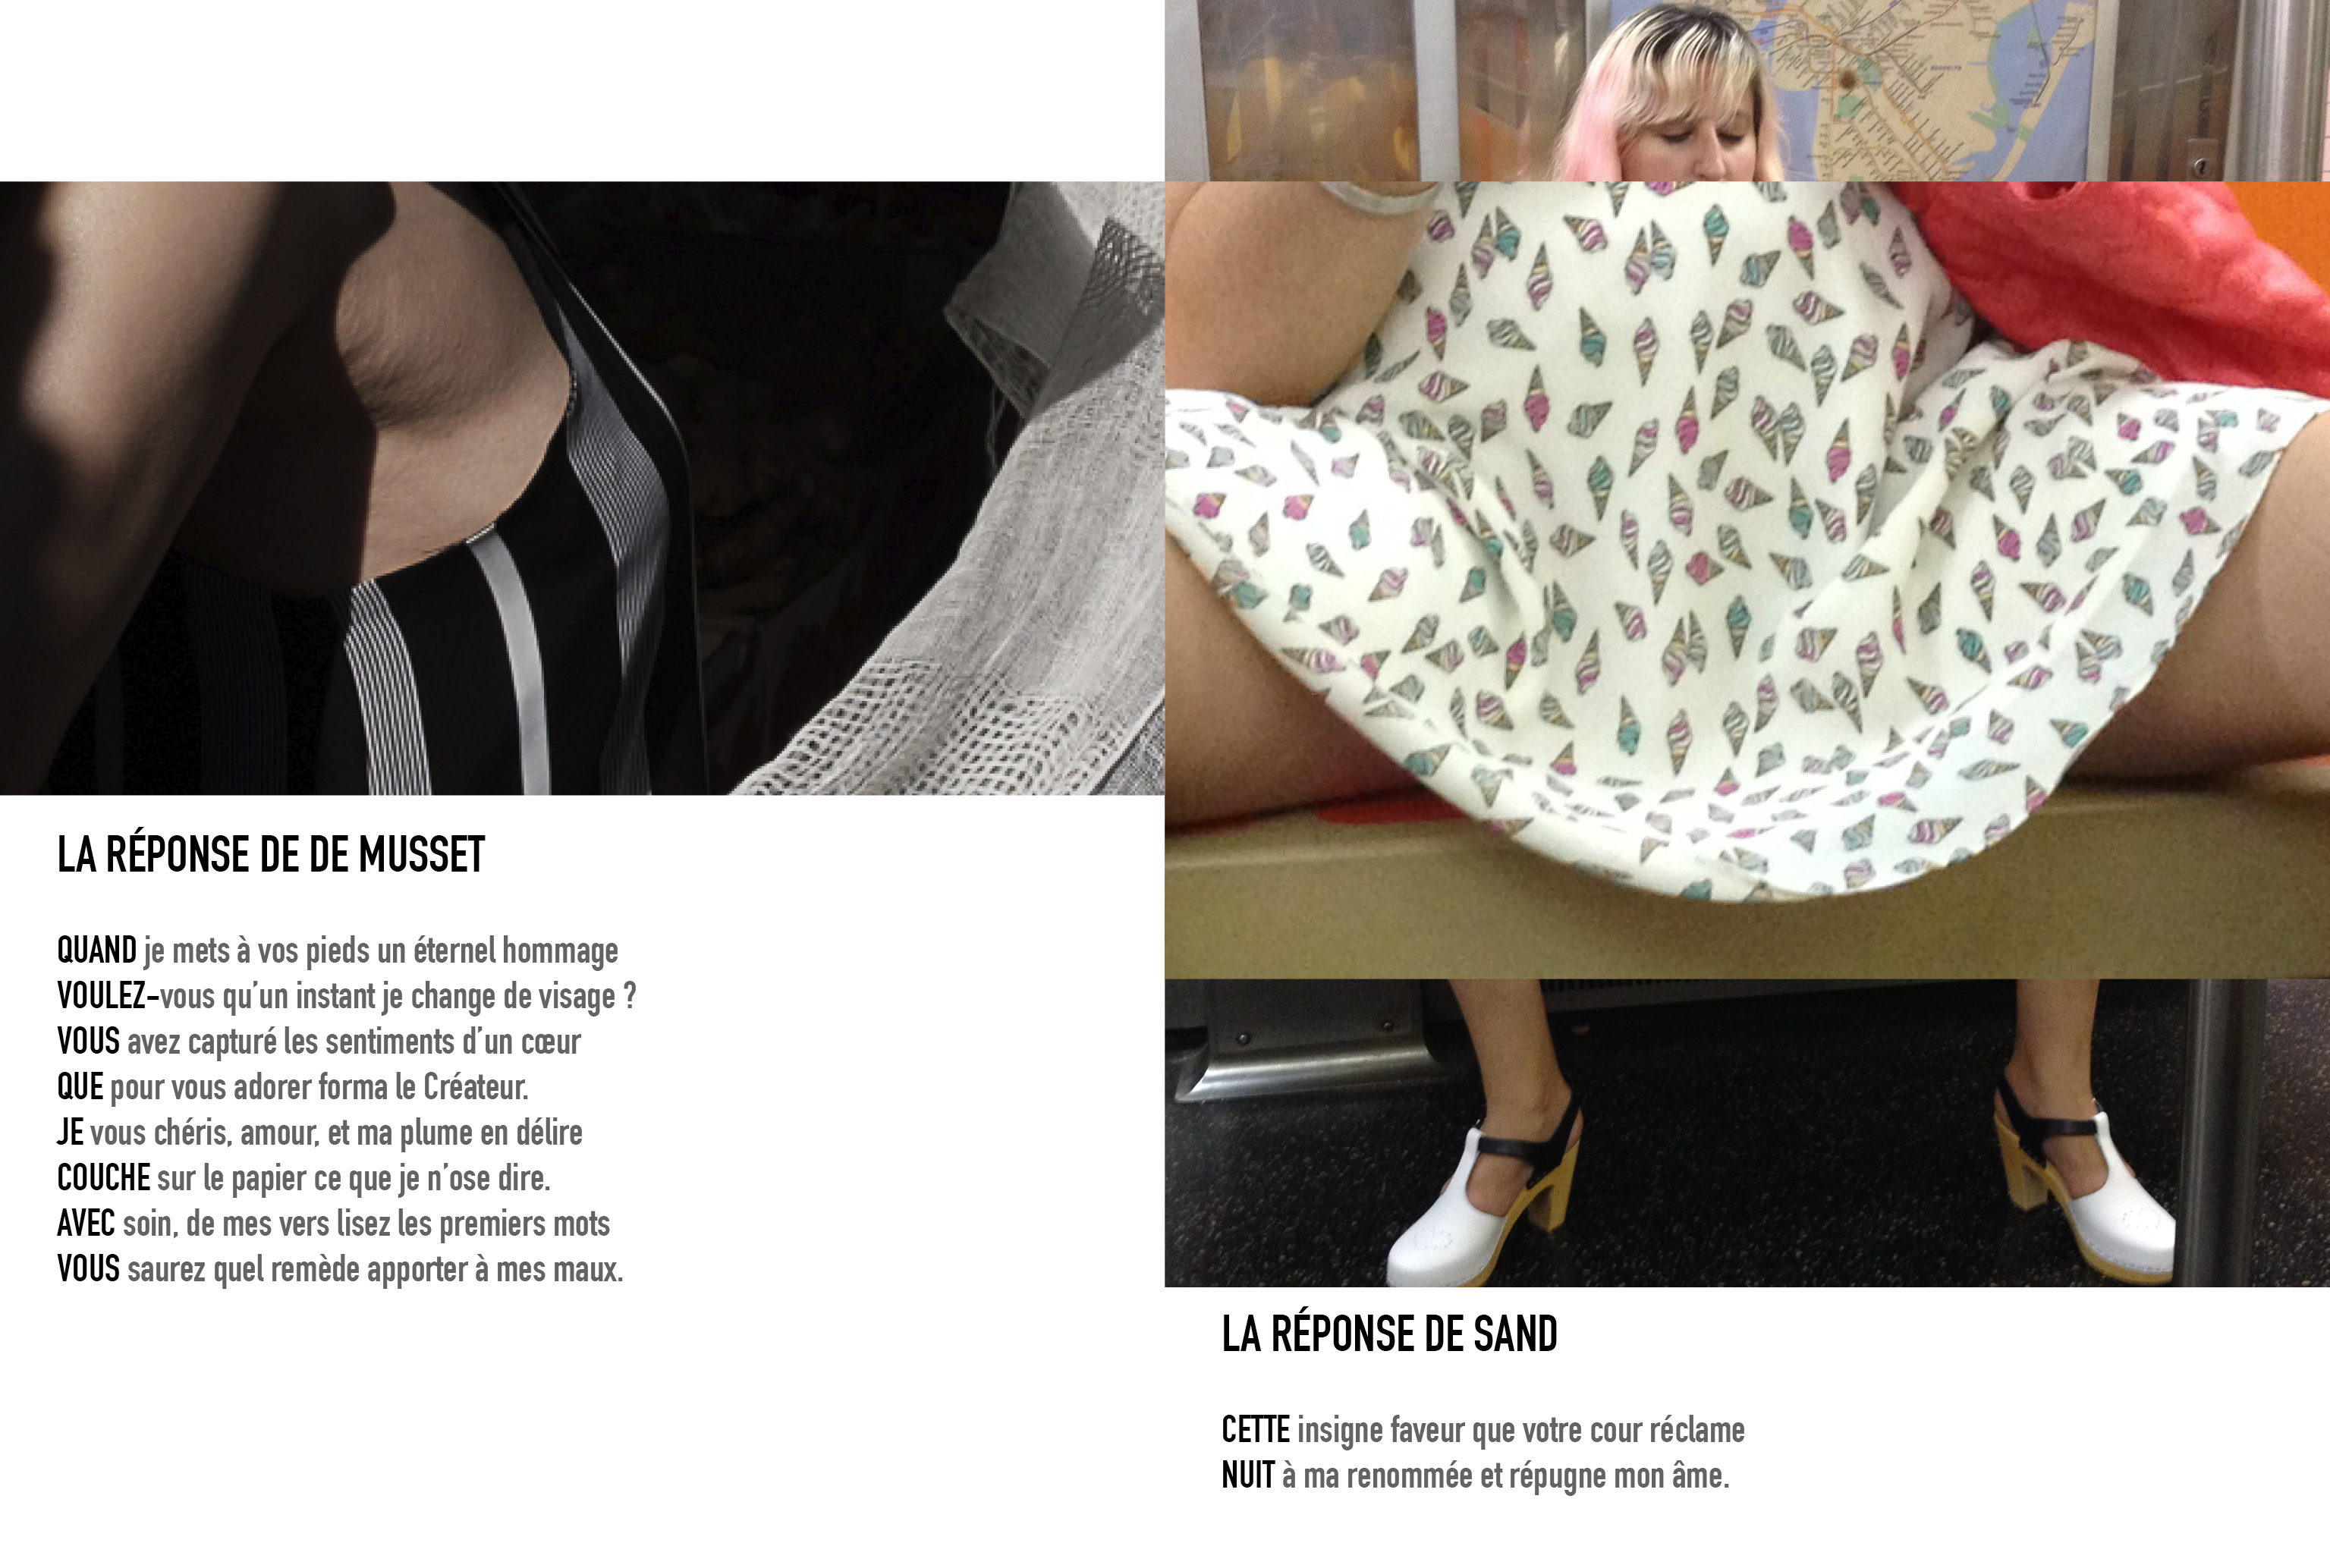 LA RÉPONSE DE DE MUSSET
QUAND je mets à vos pieds un éternel hommage
VOULEZ-vous qu’un instant je change de visage ?
VOUS avez capturé les sentiments d’un cœur
QUE pour vous adorer forma le Créateur.
JE vous chéris, amour, et ma plume en délire
COUCHE sur le papier ce que je n’ose dire.
AVEC soin, de mes vers lisez les premiers mots
VOUS saurez quel remède apporter à mes maux.
BROOKLYN
LA RÉPONSE DE SAND
CETTE insigne faveur que votre cour réclame
NUIT à ma renommée et répugne mon âme.